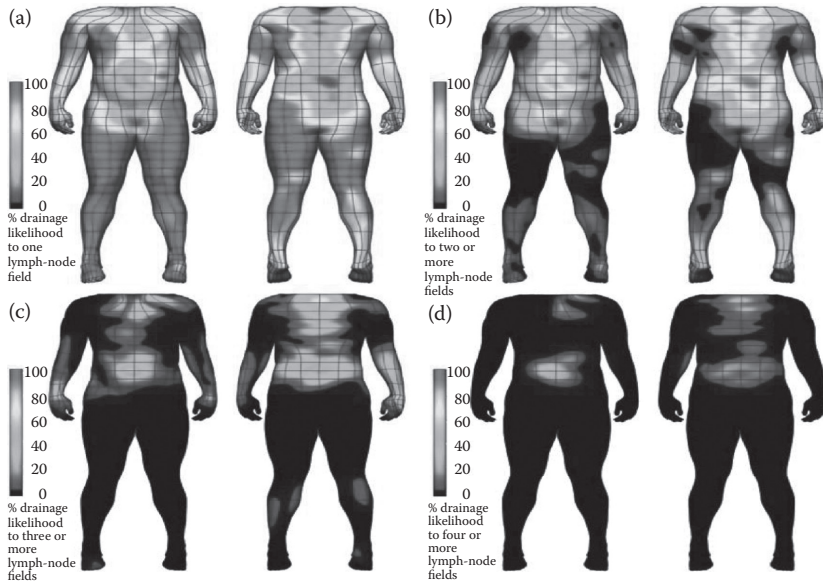 (a)
100
80
60
40
20
0
% drainage
likelihood
to one
lymph-node
field
(b)
100
80
60
40
20
0
% drainage
likelihood
to two or
more
lymph-node
fields
(c)
100
80
60
40
20
0
% drainage
likelihood
to three or
more
lymph-node
fields
(d)
100
80
60
40
20
0
% drainage
likelihood
to four or
more
lymph-node
fields